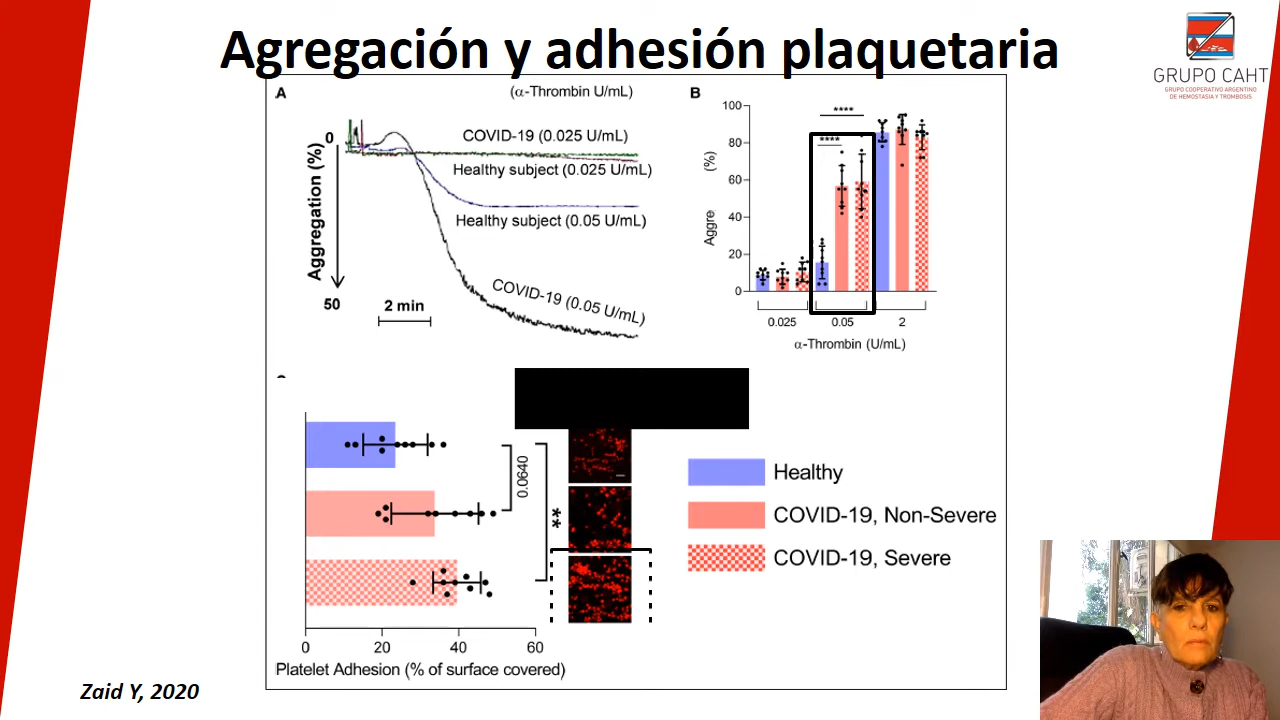 Agregación y adhesión plaquetaria
GRUPO CAHT
GRUPO COOPERATIVO ARGENTINO
DE HEMOSTASIA Y TROMBOSIS
A
(α-Thrombin U/mL)
0
COVID-19 (0.025 U/mL)
Healthy subject (0.025 U/mL)
Healthy subject (0.05 U/mL)
COVID-19 (0.05 U/mL)
Aggregation (%)
50
2 min
B
100
80
60
40
20
0
Aggre (%)
****
****
0.025
0.05
2
α-Thrombin (U/mL)
0.0640
**
0
20
40
60
Platelet Adhesion (% of surface covered)
Healthy
COVID-19, Non-Severe
COVID-19, Severe
Zaid Y, 2020